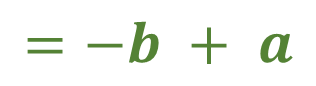 = −b + a